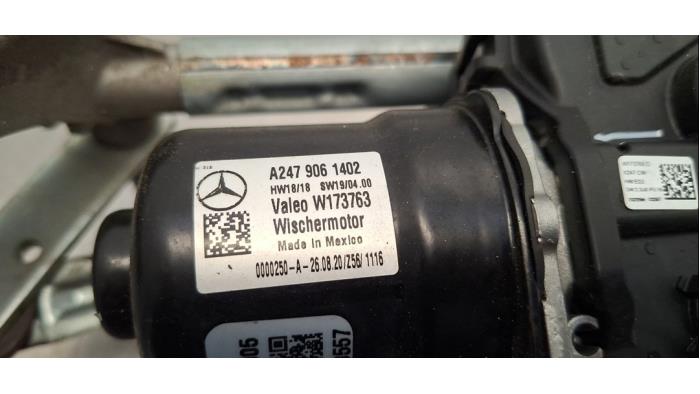 A247 906 1402
HW18/18 SW19/04.00
Valeo W173763
Wischermotor
Made in Mexico
0000250-A-26.08.20/Z56/1116